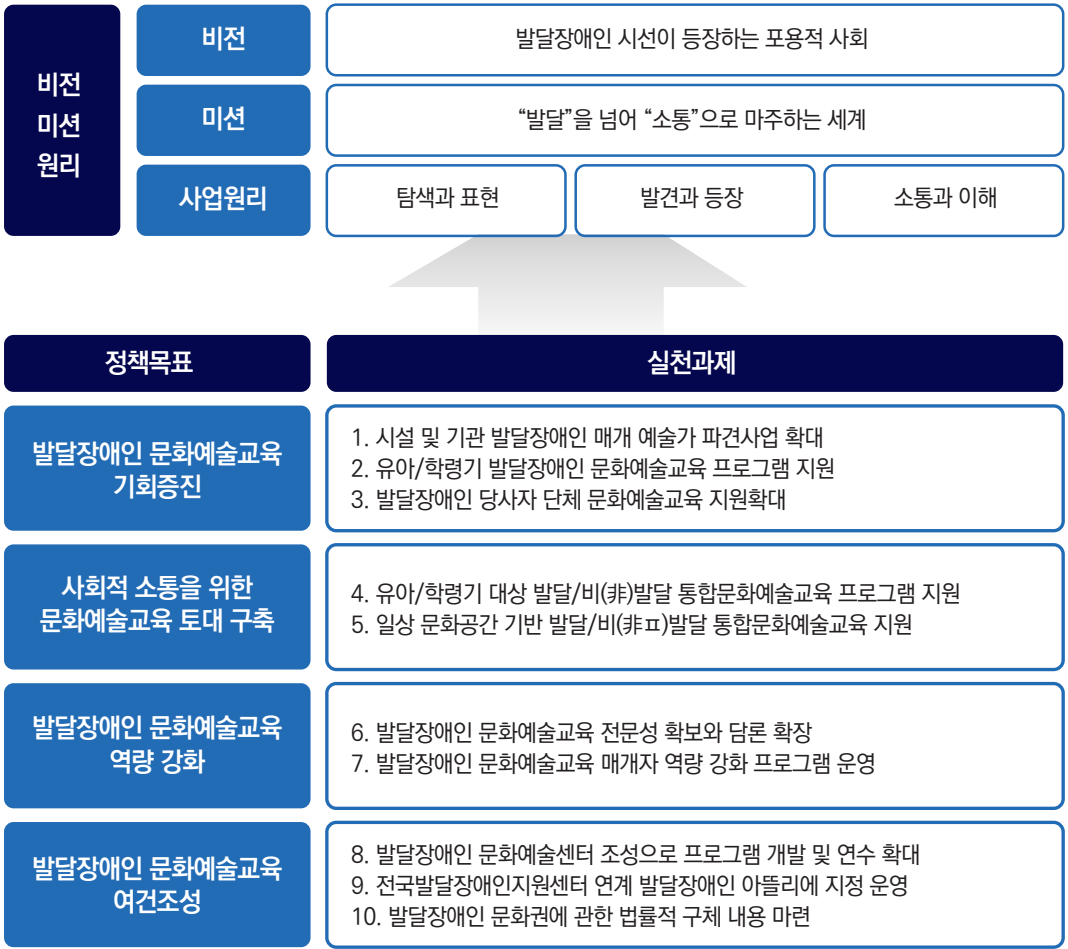 비전
미션
원리
비전
발달장애인 시선이 등장하는 포용적 사회
미션
“발달”을 넘어 “소통”으로 마주하는 세계
사업원리
탐색과 표현
발견과 등장
소통과 이해
정책목표
실천과제
발달장애인 문화예술교육
기회증진
1. 시설 및 기관 발달장애인 매개 예술가 파견사업 확대
2. 유아/학령기 발달장애인 문화예술교육 프로그램 지원
3. 발달장애인 당사자 단체 문화예술교육 지원확대
사회적 소통을 위한
문화예술교육 토대 구축
4. 유아/학령기 대상 발달/비(非)발달 통합문화예술교육 프로그램 지원
5. 일상 문화공간 기반 발달/비(非ㅍ)발달 통합문화예술교육 지원
발달장애인 문화예술교육
역량 강화
6. 발달장애인 문화예술교육 전문성 확보와 담론 확장
7. 발달장애인 문화예술교육 매개자 역량 강화 프로그램 운영
발달장애인 문화예술교육
여건조성
8. 발달장애인 문화예술센터 조성으로 프로그램 개발 및 연수 확대
9. 전국발달장애인지원센터 연계 발달장애인 아뜰리에 지정 운영
10. 발달장애인 문화권에 관한 법률적 구체 내용 마련